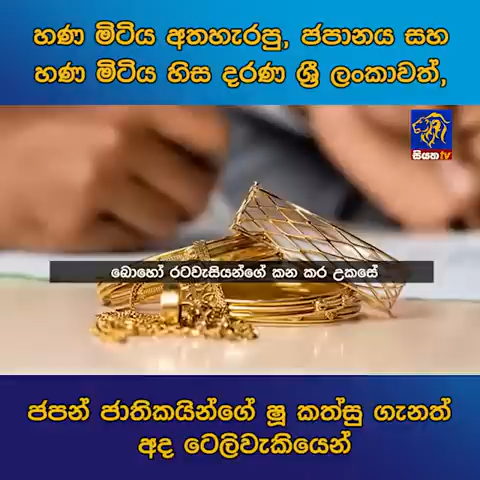 හණ මිටිය අතහැරපු, ජපානය සහ
හණ මිටිය හිස දරණ ශ්‍රී ලංකාවත්,
සියත tv
බොහෝ රටවැසියන්ගේ කන කර උකසේ
ජපන් ජාතිකයින්ගේ ෂූ කත්සු ගැනත්
අද ටෙලිවැකියෙන්